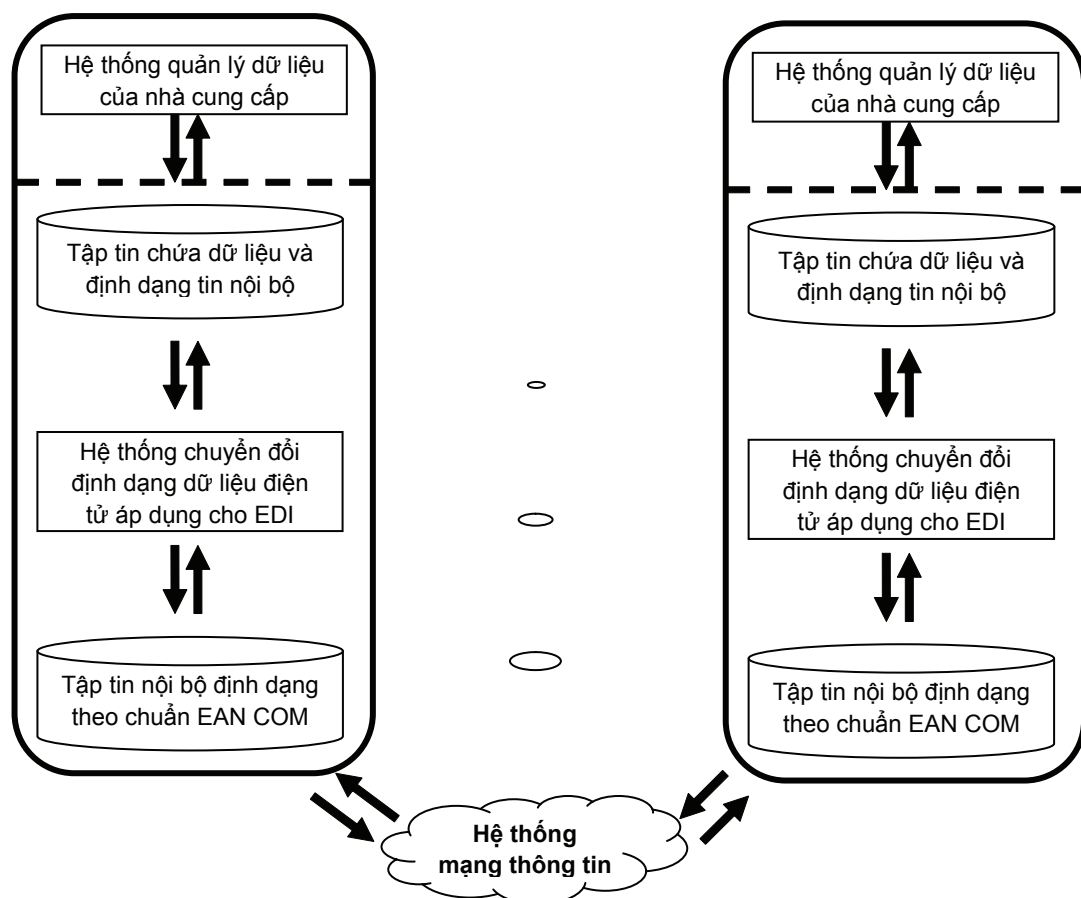 Hệ thống quản lý dữ liệu
của nhà cung cấp
Tập tin chứa dữ liệu và
định dạng tin nội bộ
Hệ thống chuyển đổi
định dạng dữ liệu điện
tử áp dụng cho EDI
Tập tin nội bộ định dạng
theo chuẩn EAN COM
Hệ thống quản lý dữ liệu
của nhà cung cấp
Tập tin chứa dữ liệu và
định dạng tin nội bộ
Hệ thống chuyển đổi
định dạng dữ liệu điện
tử áp dụng cho EDI
Tập tin nội bộ định dạng
theo chuẩn EAN COM
Hệ thống
mạng thông tin